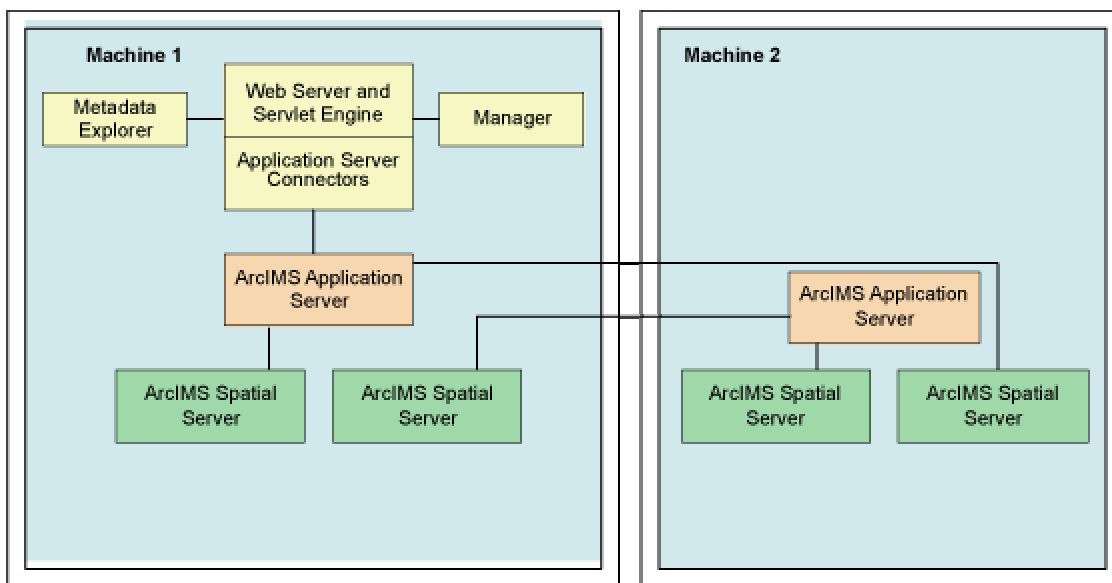 Machine 1
Metadata
Explorer
Web Server and
Servlet Engine
Manager
Application Server
Connectors
ArcIMS Application
Server
ArcIMS Spatial
Server
ArcIMS Spatial
Server
Machine 2
ArcIMS Application
Server
ArcIMS Spatial
Server
ArcIMS Spatial
Server